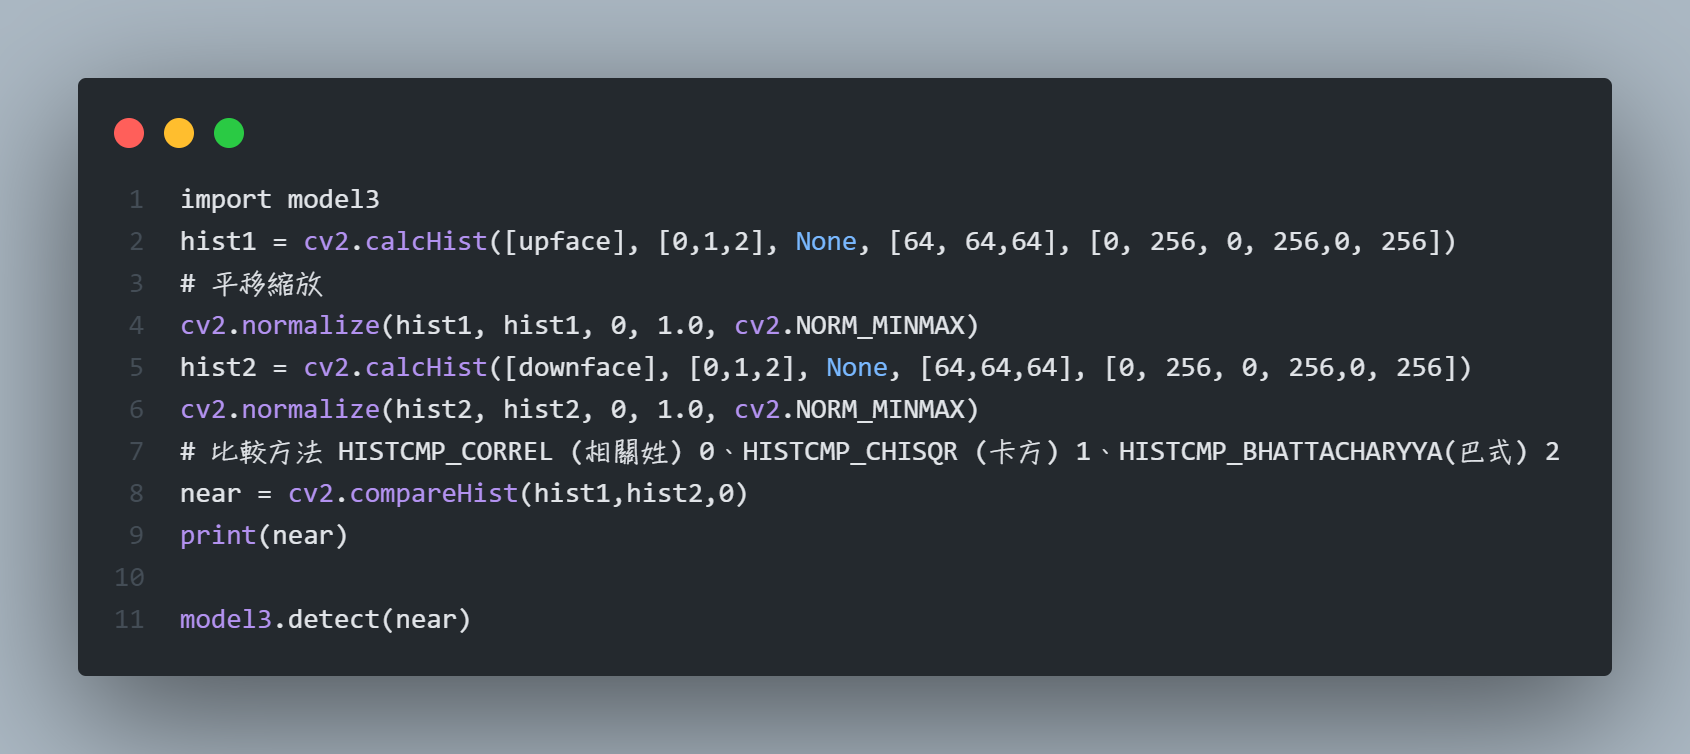 1 import model3
2 hist1 = cv2.calcHist([upface], [0,1,2], None, [64, 64,64], [0, 256, 0, 256,0, 256])
3 # 平移縮放
4 cv2.normalize(hist1, hist1, 0, 1.0, cv2.NORM_MINMAX)
5 hist2 = cv2.calcHist([downface], [0,1,2], None, [64,64,64], [0, 256, 0, 256,0, 256])
6 cv2.normalize(hist2, hist2, 0, 1.0, cv2.NORM_MINMAX)
7 # 比較方法 HISTCMP_CORREL (相關姓) 0、HISTCMP_CHISQR (卡方) 1、HISTCMP_BHATTACHARYYA(巴式) 2
8 near = cv2.compareHist(hist1,hist2,0)
9 print(near)
10
11 model3.detect(near)